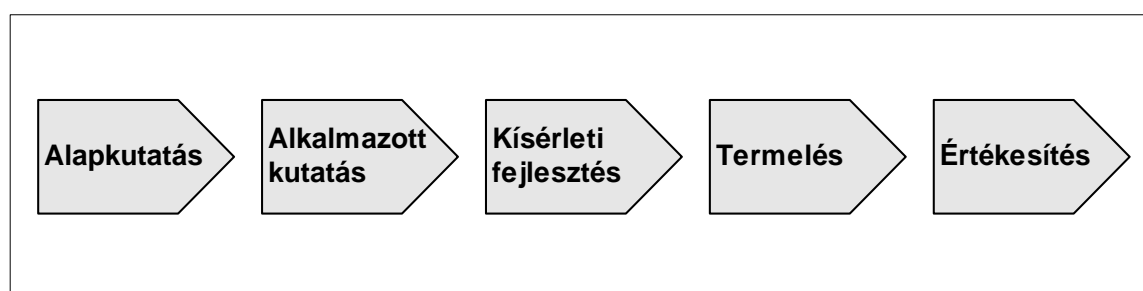 Alapkutatás
Alkalmazott
kutatás
Kísérleti
fejlesztés
Termelés
Értékesítés